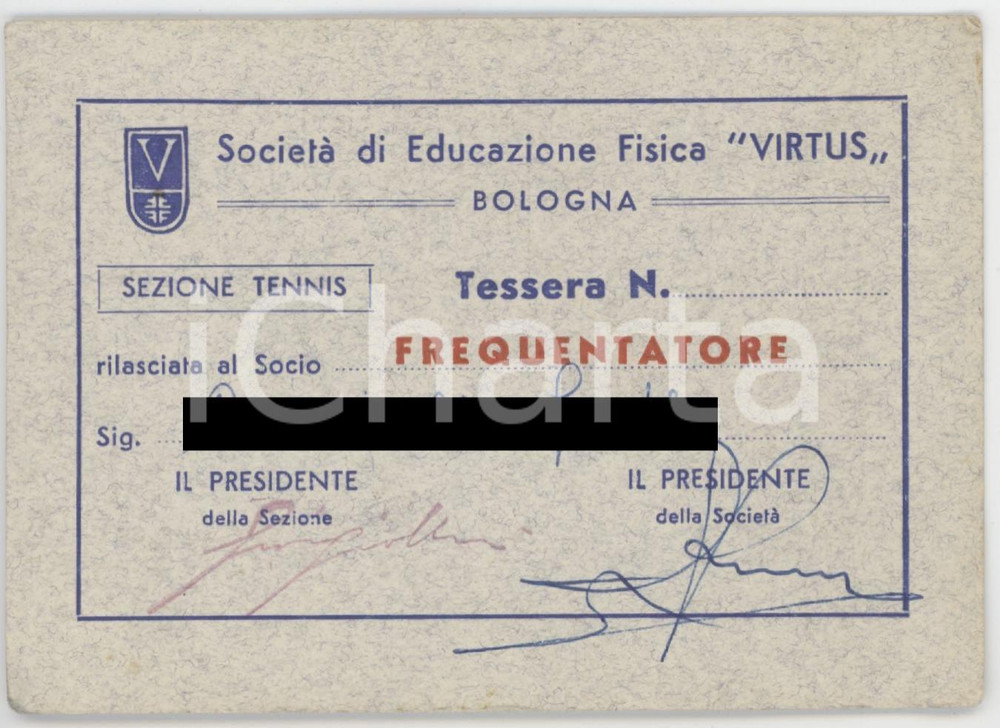 V
Società di Educazione Fisica "VIRTUS„
BOLOGNA
SEZIONE TENNIS
Tessera N.
rilasciata al Socio FREQUENTATORE
Sig.
IL PRESIDENTE
della Sezione
IL PRESIDENTE
della Società
iCharta